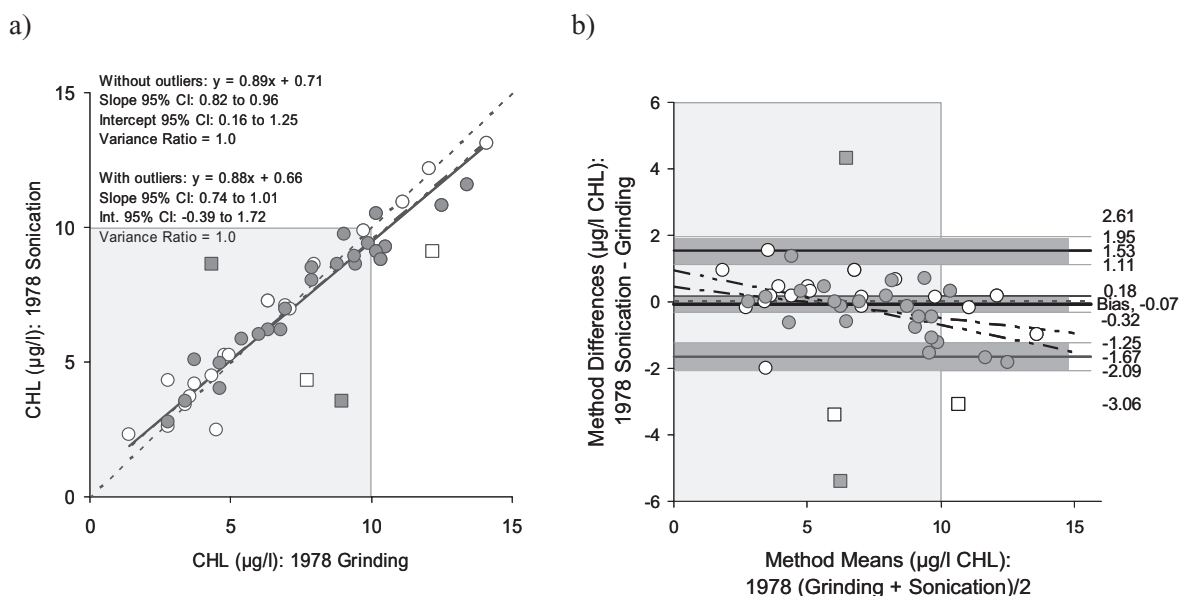 a)
Without outliers: y = 0.89x + 0.71
Slope 95% CI: 0.82 to 0.96
Intercept 95% CI: 0.16 to 1.25
Variance Ratio = 1.0
With outliers: y = 0.88x + 0.66
Slope 95% CI: 0.74 to 1.01
Int. 95% CI: -0.39 to 1.72
Variance Ratio = 1.0
CHL (µg/l): 1978 Sonication
15
10
5
0
0 5 10 15
CHL (µg/l): 1978 Grinding
b)
Method Differences (µg/l CHL):
1978 Sonication - Grinding
6
4
2
0
-2
-4
-6
0 5 10 15
2.61
1.95
1.53
1.11
0.18
Bias, -0.07
-0.32
-1.25
-1.67
-2.09
-3.06
Method Means (µg/l CHL):
1978 (Grinding + Sonication)/2